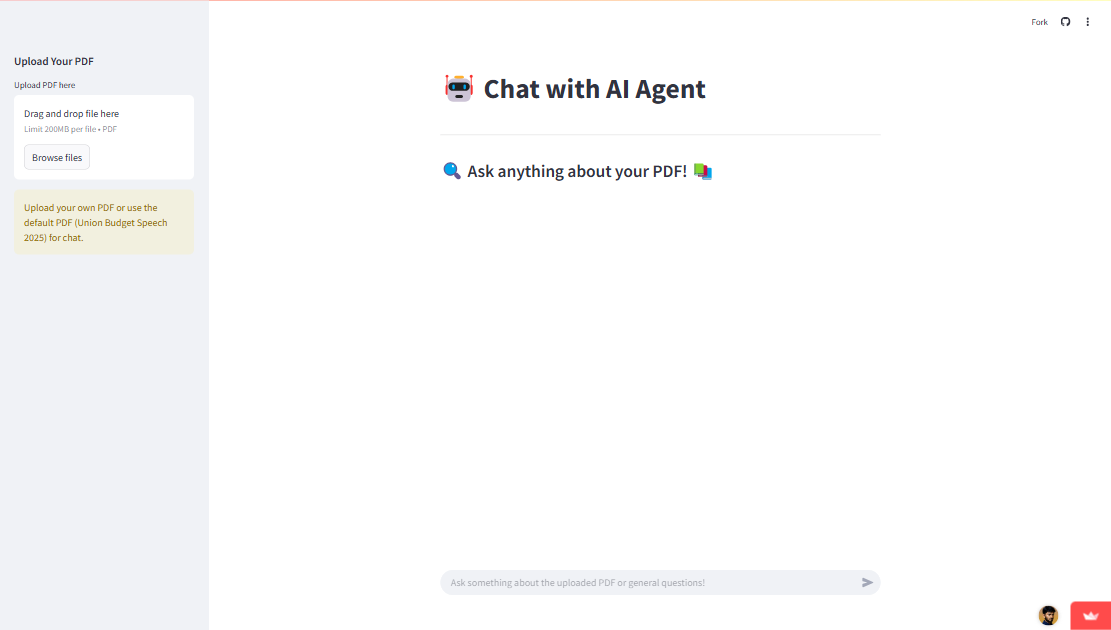 Fork
Upload Your PDF
Upload PDF here
Drag and drop file here
Limit 200MB per file • PDF
Browse files
Upload your own PDF or use the
default PDF (Union Budget Speech
2025) for chat.
Chat with AI Agent
Ask anything about your PDF!
Ask something about the uploaded PDF or general questions!